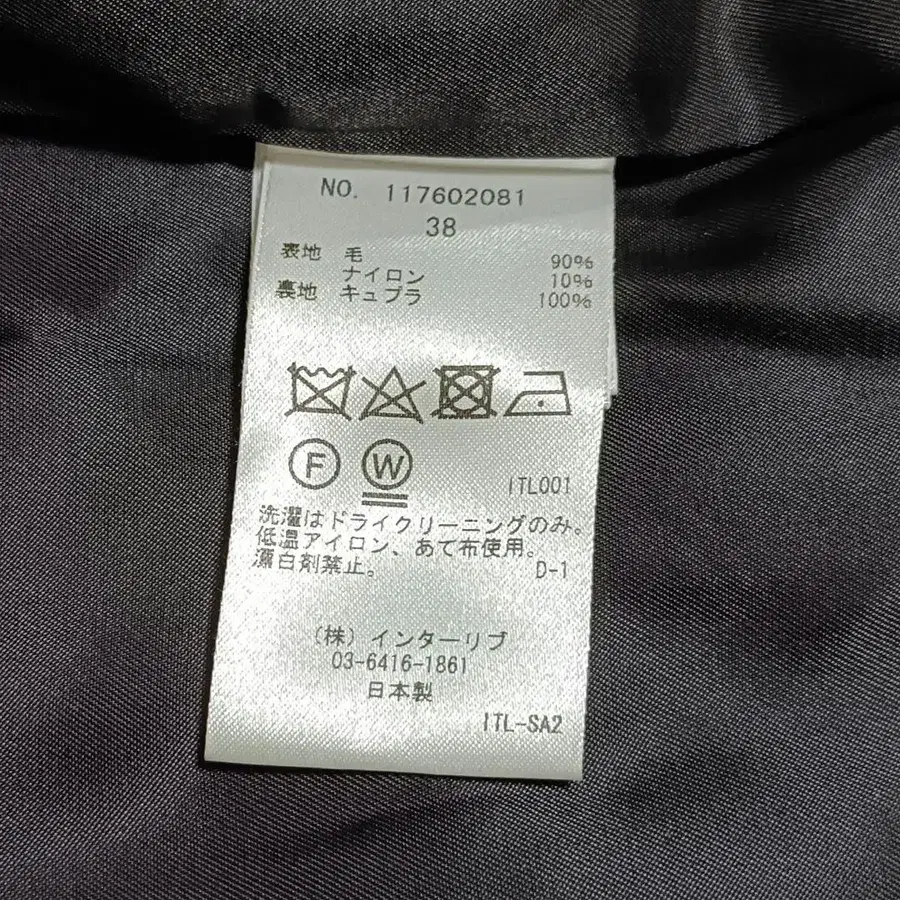 NO. 117602081
38
表地 毛 90%
ナイロン 10%
裏地 キュプラ 100%
F W
ITL001
洗濯はドライクリーニングのみ。
低温アイロン、あて布使用。
漂白剤禁止。 D-1
(株)インターリブ
03-6416-1861
日本製
ITL-SA2